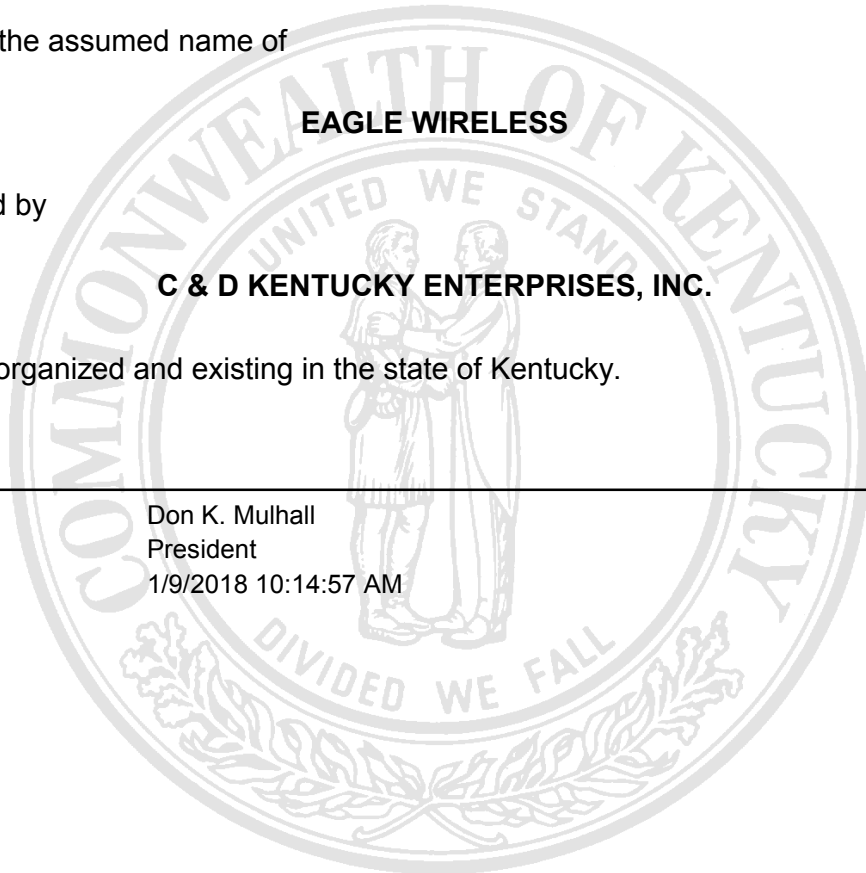 the assumed name of
EAGLE WIRELESS
d by
C & D KENTUCKY ENTERPRISES, INC.
organized and existing in the state of Kentucky.
Don K. Mulhall
President
1/9/2018 10:14:57 AM
COMMONWEALTH OF KENTUCKY
UNITED WE STAND
DIVIDED WE FALL